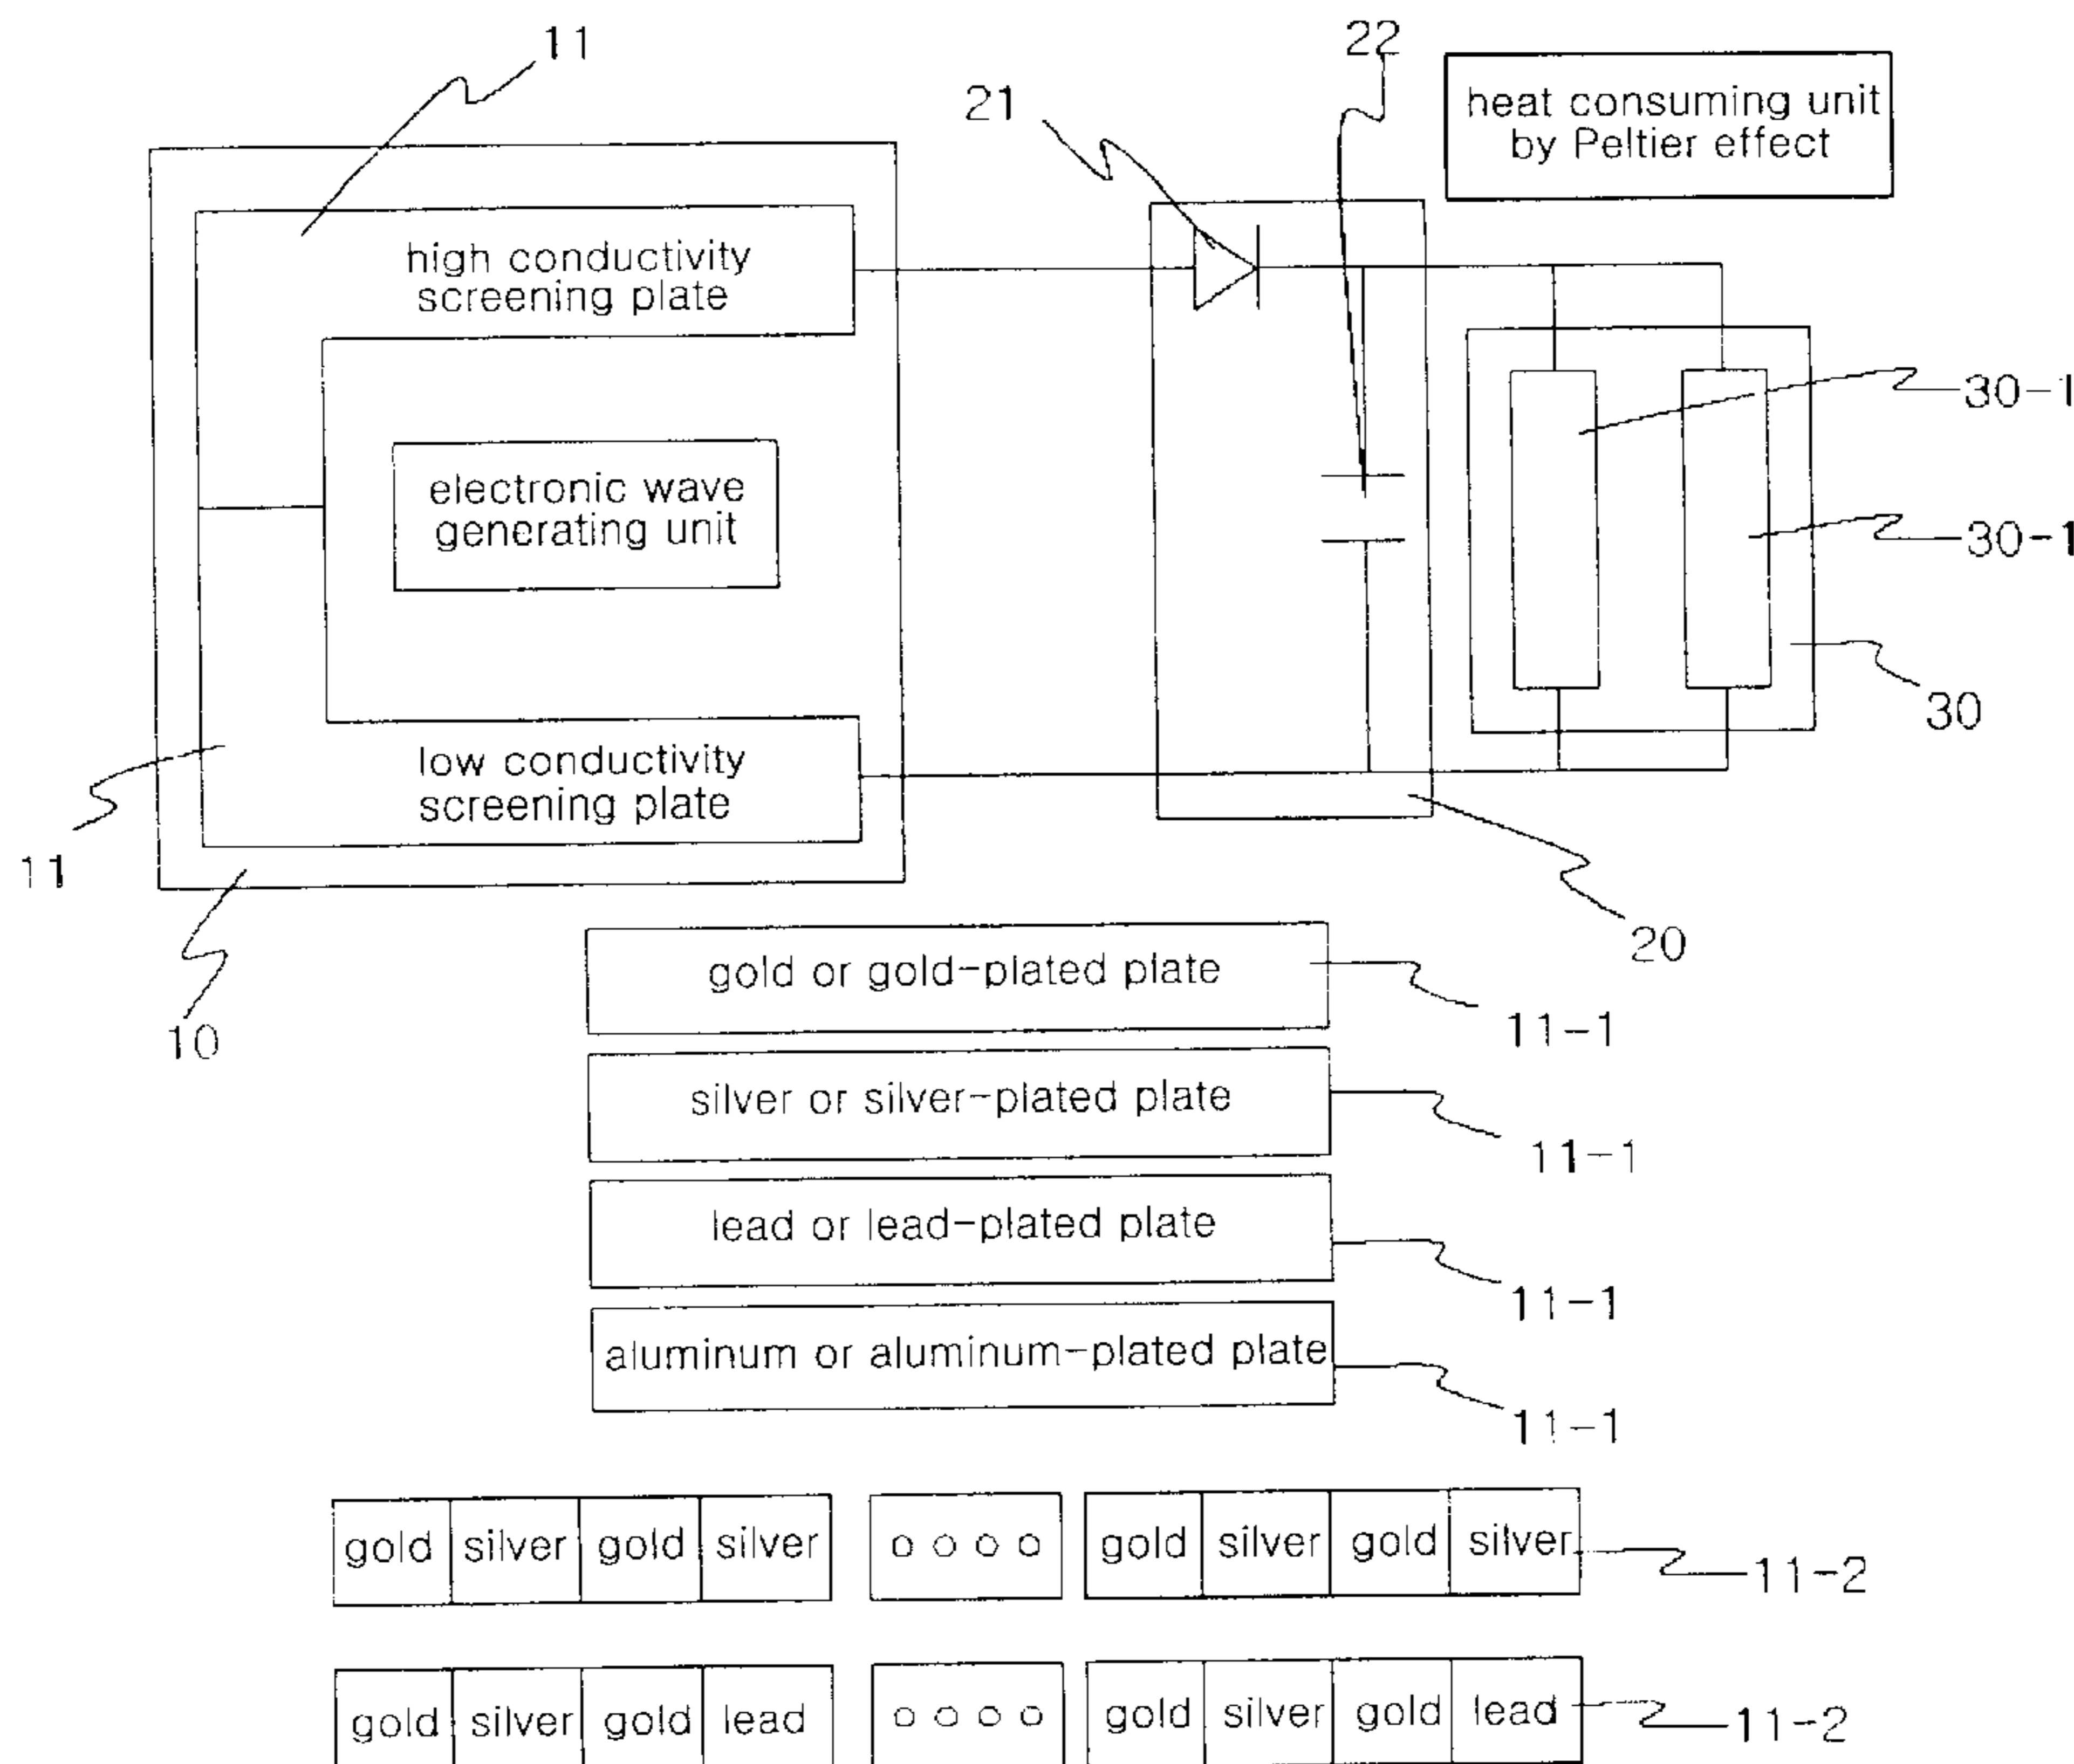 11
22
21
heat consuming unit
by Peltier effect
high conductivity
screening plate
30-1
electronic wave
generating unit
30-1
30
low conductivity
screening plate
11
20
10
gold or gold-plated plate
11-1
silver or silver-plated plate
11-1
lead or lead-plated plate
11-1
aluminum or aluminum-plated plate
11-1
gold silver gold silver o o o o gold silver gold silver
11-2
gold silver gold lead o o o o gold silver gold lead
11-2